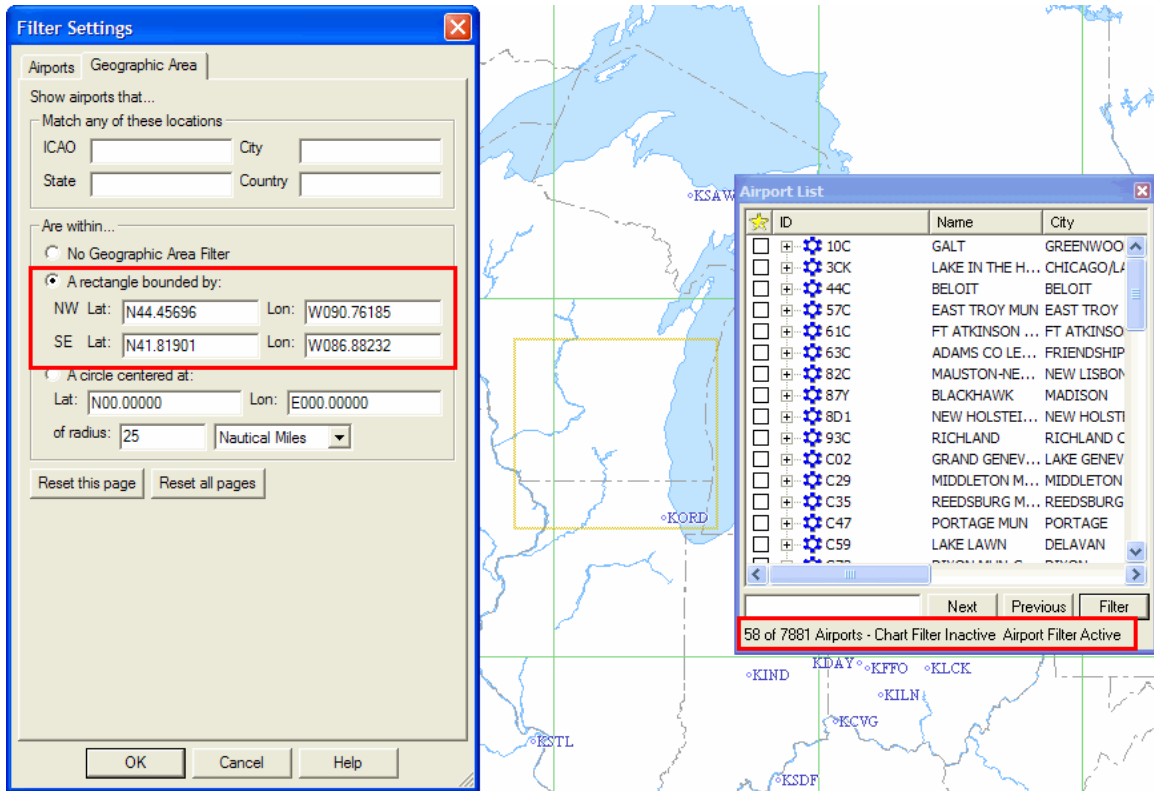 Filter Settings
Airports Geographic Area
Show airports that...
Match any of these locations
ICAO City
State Country
Are within...
No Geographic Area Filter
A rectangle bounded by:
NW Lat: N44.45696 Lon: W090.76185
SE Lat: N41.81901 Lon: W086.88232
A circle centered at:
Lat: N00.00000 Lon: E000.00000
of radius: 25 Nautical Miles
Reset this page Reset all pages
OK Cancel Help
KSAW
KORD
Airport List
ID Name City
10C GALT GREENWOO
3CK LAKE IN THE H... CHICAGO/LA
44C BELOIT BELOIT
57C EAST TROY MUN EAST TROY
61C FT ATKINSON ... FT ATKINSO
63C ADAMS CO LE... FRIENDSHIP
82C MAUSTON-NE... NEW LISBON
87Y BLACKHAWK MADISON
8D1 NEW HOLSTEI... NEW HOLSTE
93C RICHLAND RICHLAND C
C02 GRAND GENEV... LAKE GENEV
C29 MIDDLETON M... MIDDLETON
C35 REEDSBURG M... REEDSBURG
C47 PORTAGE MUN PORTAGE
C59 LAKE LAWN DELAVAN
Next Previous Filter
58 of 7881 Airports - Chart Filter Inactive Airport Filter Active
KIND KDAY KFFO KLCK
KILN
KCVG
KSTL
KSDF